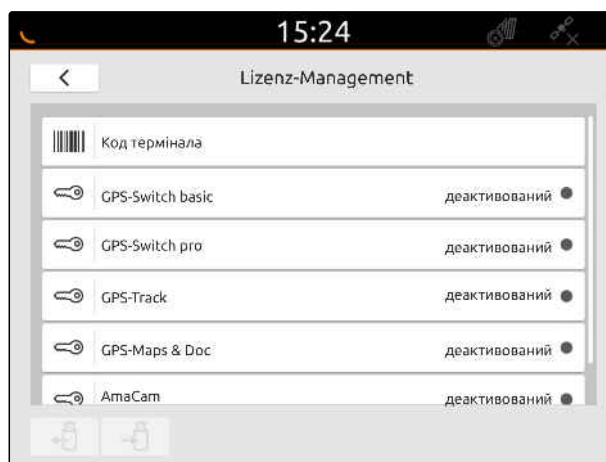 15:24
Lizenz-Management
Код термінала
GPS-Switch basic деактивований
GPS-Switch pro деактивований
GPS-Track деактивований
GPS-Maps & Doc деактивований
AmaCam деактивований